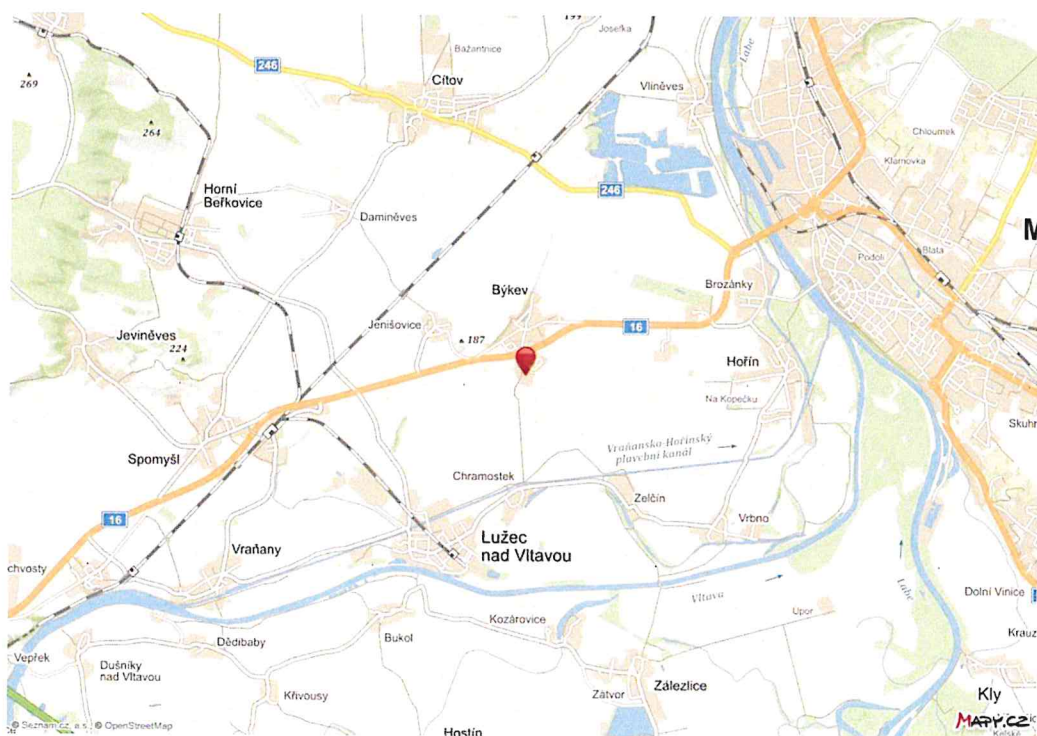 199
Josefka
Labe
Bažantnice
246
Cítov
269
Vliněves
264
Chloumek
Klamovka
Horní
Beřkovice
246
Daminěves
M
Blata
Podolí
Býkev
Brozánky
Jenišovice
16
Jeviněves
187
224
Hořín
Na Kopečku
Skuhr
Vraňansko-Hořínský
plavební kanál
Spomyšl
Chramostek
Zelčín
16
Vrbno
Lužec
nad Vltavou
Vraňany
chvosty
Labe
Vltava
Dolní Vinice
Upor
Kozárovice
Bukol
Dědibaby
Krauz
Vepřek
Dušníky
nad Vltavou
Zálezlice
Křivousy
Zátvor
Kly
© Seznam.cz, a.s., © OpenStreetMap
Hostín
MAPY.CZ
Kelské